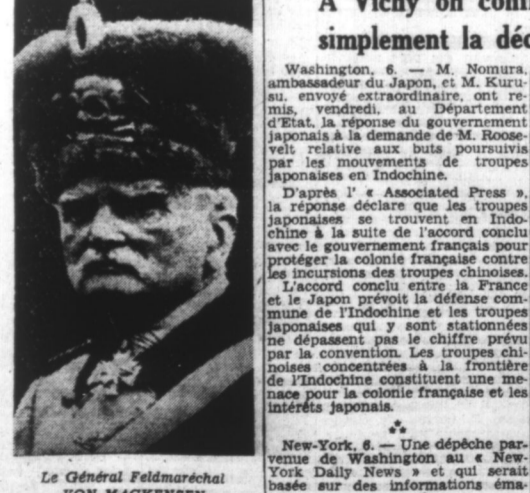 Le Général Feldmaréchal
VON MACKENSEN
A Vichy on
simplement la
Washington, 6. — M. Nomura,
ambassadeur du Japon, et M. Kuru-
su, envoyé extraordinaire, ont re-
mis, vendredi, au Département
d'Etat, la réponse du gouvernement
japonais à la demande de M. Roose-
velt relative aux buts poursuivis
par les mouvements de troupes
japonaises en Indochine.
D'après l' « Associated Press »,
la réponse déclare que les troupes
japonaises se trouvent en Indo-
chine à la suite de l'accord conclu
avec le gouvernement français pour
protéger la colonie française contre
les incursions des troupes chinoises.
L'accord conclu entre la France
et le Japon prévoit la défense com-
mune de l'Indochine et les troupes
japonaises qui y sont stationnées
ne dépassent pas le chiffre prévu
par la convention. Les troupes chi-
noises concentrées à la frontière
de l'Indochine constituent une me-
nace pour la colonie française et les
intérêts japonais.
New-York, 6. — Une dépêche par-
venue de Washington au « New-
York Daily News » et qui serait
basée sur des informations éma-